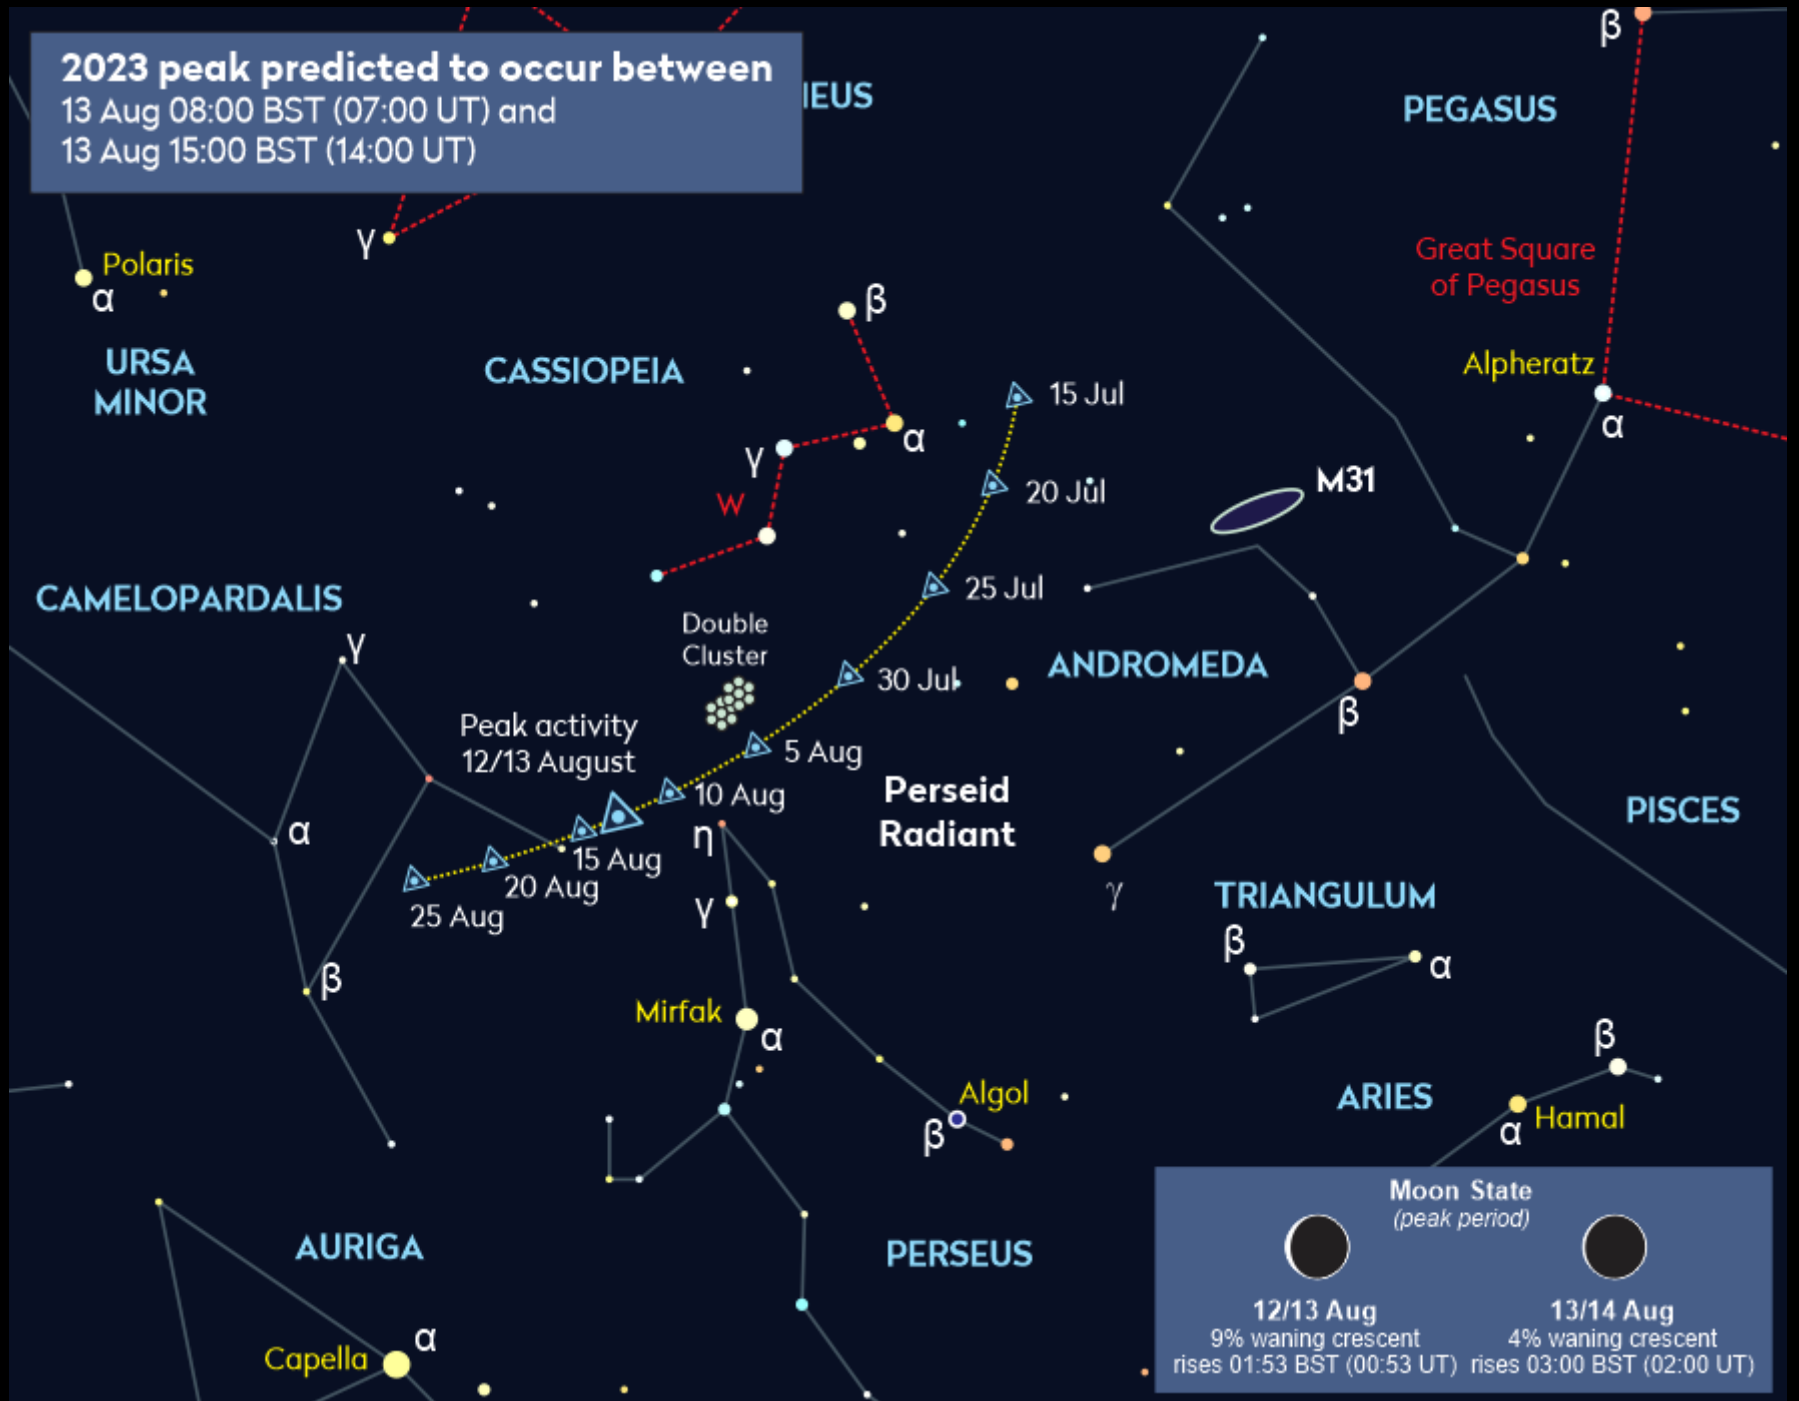 2023 peak predicted to occur between
13 Aug 08:00 BST (07:00 UT) and
13 Aug 15:00 BST (14:00 UT)
β
PEGASUS
γ
Polaris
α
URSA
MINOR
CASSIOPEIA
β
α
γ
W
15 Jul
20 Jul
25 Jul
30 Jul
5 Aug
10 Aug
Peak activity
12/13 August
15 Aug
20 Aug
25 Aug
Great Square
of Pegasus
Alpheratz
α
M31
CAMELOPARDALIS
γ
α
β
Double
Cluster
ANDROMEDA
β
γ
Perseid
Radiant
PISCES
η
γ
Mirfak
α
TRIANGULUM
β
α
Algol
β
ARIES
β
α
Hamal
AURIGA
PERSEUS
Capella
α
Moon State
(peak period)
12/13 Aug
9% waning crescent
rises 01:53 BST (00:53 UT)
13/14 Aug
4% waning crescent
rises 03:00 BST (02:00 UT)